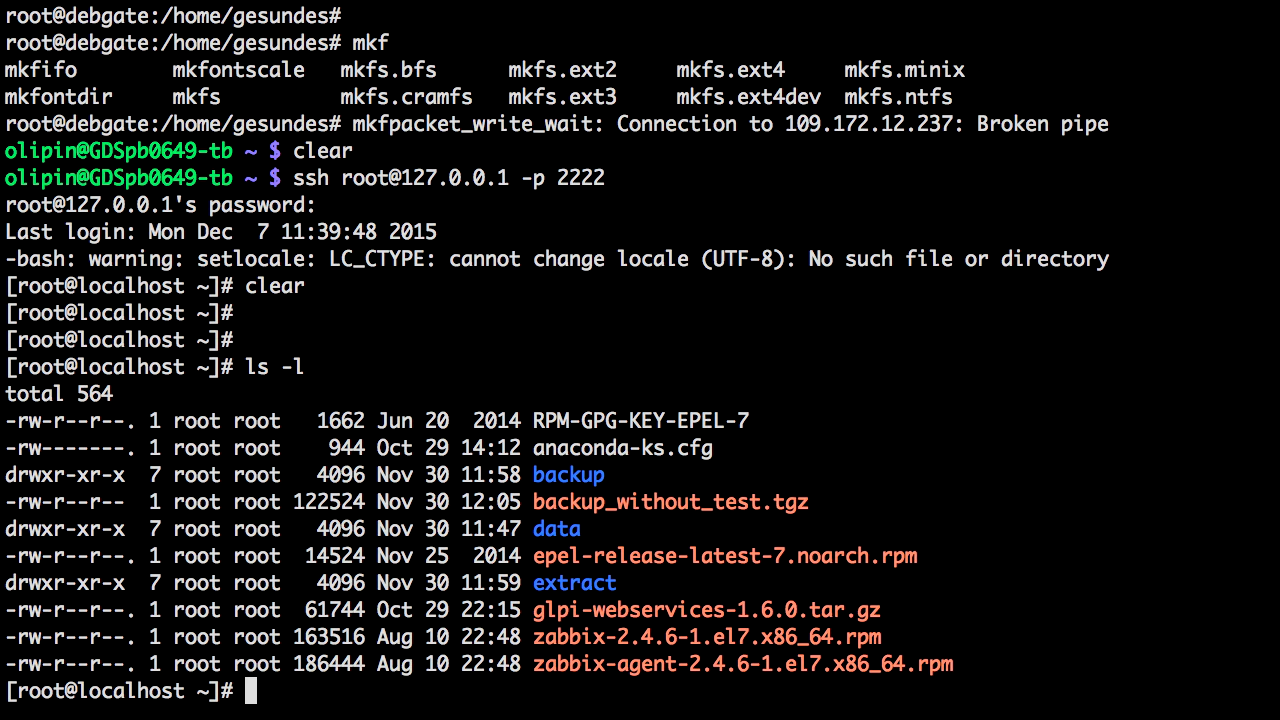 root@debgate:/home/gesundes#
root@debgate:/home/gesundes# mkf
mkfifo        mkfontscale   mkfs.bfs      mkfs.ext2     mkfs.ext4     mkfs.minix
mkfontdir     mkfs          mkfs.cramfs   mkfs.ext3     mkfs.ext4dev  mkfs.ntfs
root@debgate:/home/gesundes# mkfpacket_write_wait: Connection to 109.172.12.237: Broken pipe
olipin@GDSpb0649-tb ~ $ clear
olipin@GDSpb0649-tb ~ $ ssh root@127.0.0.1 -p 2222
root@127.0.0.1's password:
Last login: Mon Dec  7 11:39:48 2015
-bash: warning: setlocale: LC_CTYPE: cannot change locale (UTF-8): No such file or directory
[root@localhost ~]# clear
[root@localhost ~]#
[root@localhost ~]#
[root@localhost ~]# ls -l
total 564
-rw-r--r--. 1 root root   1662 Jun 20  2014 RPM-GPG-KEY-EPEL-7
-rw-------. 1 root root    944 Oct 29 14:12 anaconda-ks.cfg
drwxr-xr-x  7 root root   4096 Nov 30 11:58 backup
-rw-r--r--  1 root root 122524 Nov 30 12:05 backup_without_test.tgz
drwxr-xr-x  7 root root   4096 Nov 30 11:47 data
-rw-r--r--  1 root root  14524 Nov 25  2014 epel-release-latest-7.noarch.rpm
drwxr-xr-x  7 root root   4096 Nov 30 11:59 extract
-rw-r--r--. 1 root root  61744 Oct 29 22:15 glpi-webservices-1.6.0.tar.gz
-rw-r--r--. 1 root root 163516 Aug 10 22:48 zabbix-2.4.6-1.el7.x86_64.rpm
-rw-r--r--. 1 root root 186444 Aug 10 22:48 zabbix-agent-2.4.6-1.el7.x86_64.rpm
[root@localhost ~]#